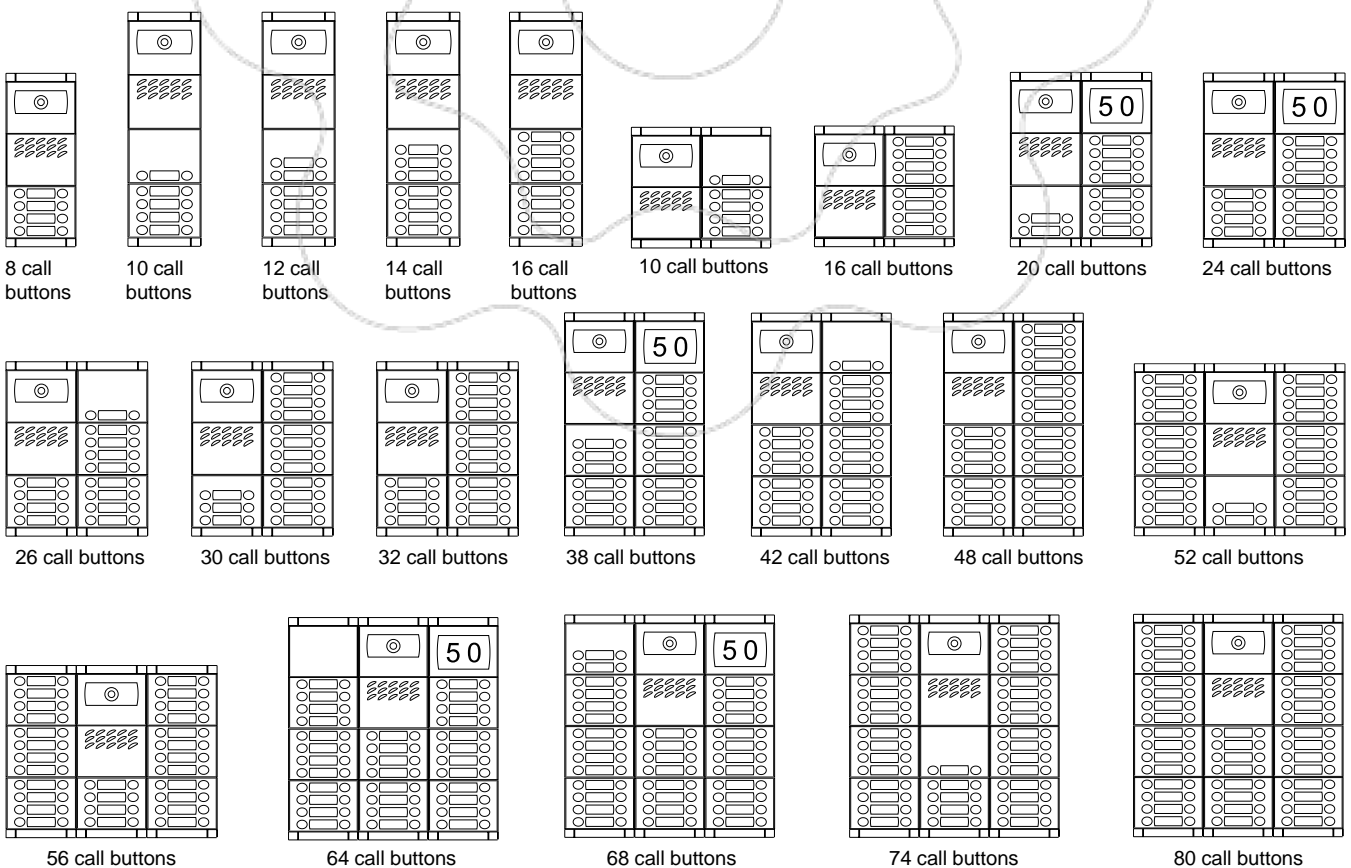 50
50
8 call
buttons
10 call
buttons
12 call
buttons
14 call
buttons
16 call
buttons
10 call buttons
16 call buttons
20 call buttons
24 call buttons
50
26 call buttons
30 call buttons
32 call buttons
38 call buttons
42 call buttons
48 call buttons
52 call buttons
50
50
56 call buttons
64 call buttons
68 call buttons
74 call buttons
80 call buttons